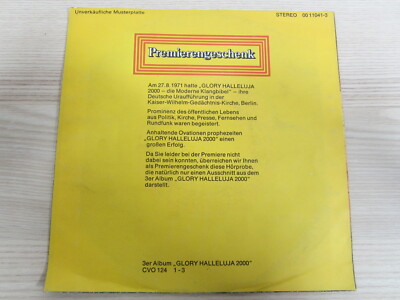 Unverkäufliche Musterplatte
STEREO 00 11041-3
Premierengeschenk
Am 27.8.1971 hatte „GLORY HALLELUJA
2000 – die Moderne Klangbibel" – ihre
Deutsche Uraufführung in der
Kaiser-Wilhelm-Gedächtnis-Kirche, Berlin.
Prominenz des öffentlichen Lebens
aus Politik, Kirche, Presse, Fernsehen und
Rundfunk waren begeistert.
Anhaltende Ovationen prophezeiten
„GLORY HALLELUJA 2000" einen
großen Erfolg.
Da Sie leider bei der Premiere nicht
dabei sein konnten, überreichen wir Ihnen
als Premierengeschenk diese Hörprobe,
die natürlich nur einen Ausschnitt aus dem
3er Album „GLORY HALLELUJA 2000"
darstellt.
3er Album „GLORY HALLELUJA 2000"
CVO 124 1–3